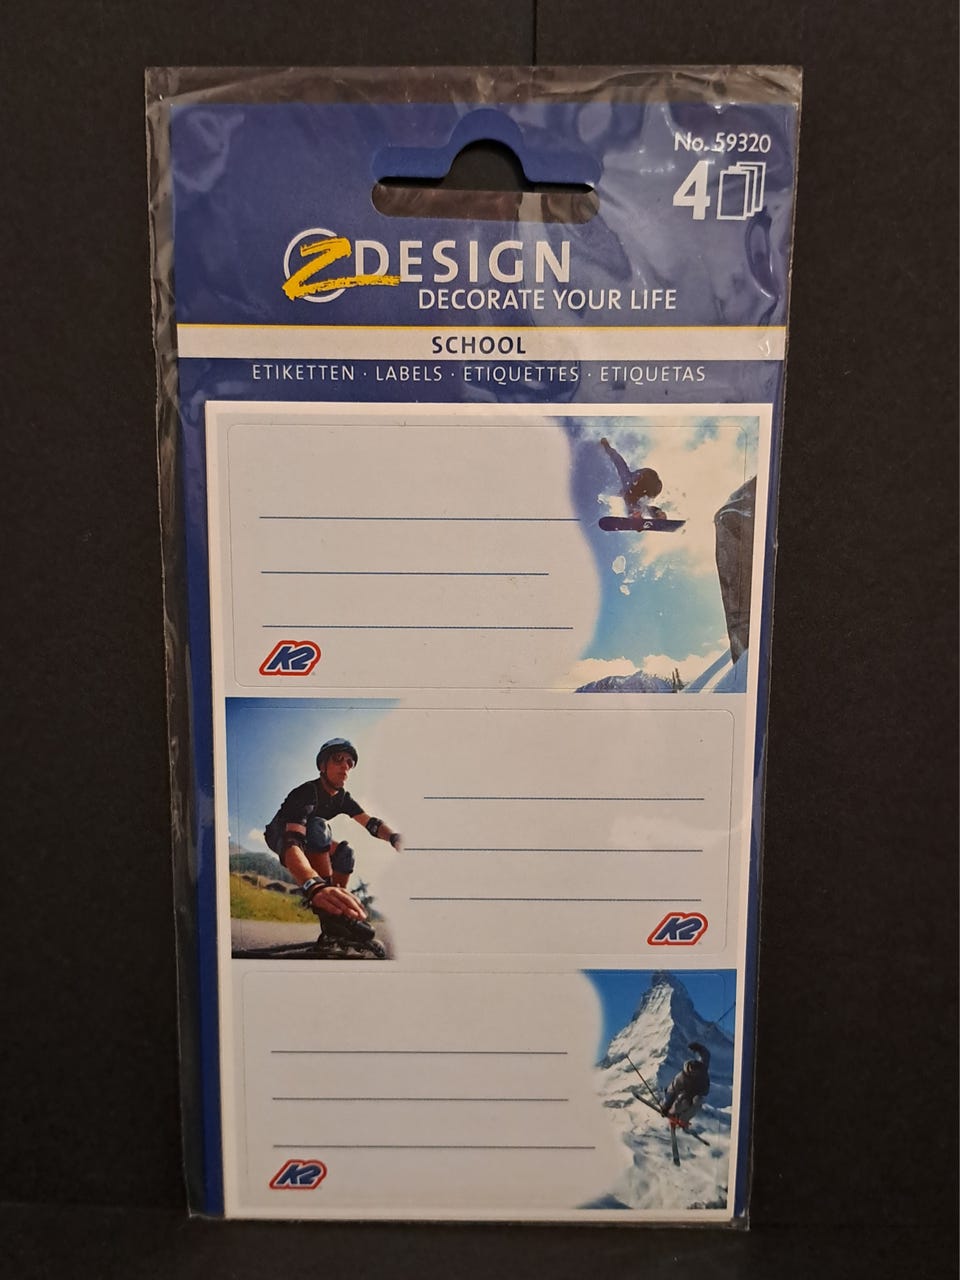 No. 59320
4
Z DESIGN
DECORATE YOUR LIFE
SCHOOL
ETIKETTEN · LABELS · ETIQUETTES · ETIQUETAS
K2
K2
K2